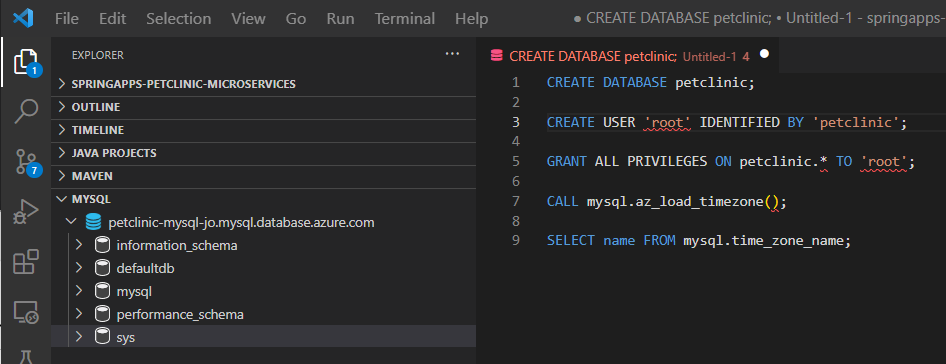 File Edit Selection View Go Run Terminal Help ● CREATE DATABASE petclinic; • Untitled-1 - springapps-
EXPLORER ···
SPRINGAPPS-PETCLINIC-MICROSERVICES
OUTLINE
TIMELINE
JAVA PROJECTS
MAVEN
MYSQL
petclinic-mysql-jo.mysql.database.azure.com
information_schema
defaultdb
mysql
performance_schema
sys
1
7
CREATE DATABASE petclinic; Untitled-1 4 ●
1 CREATE DATABASE petclinic;
2
3 CREATE USER 'root' IDENTIFIED BY 'petclinic';
4
5 GRANT ALL PRIVILEGES ON petclinic.* TO 'root';
6
7 CALL mysql.az_load_timezone();
8
9 SELECT name FROM mysql.time_zone_name;